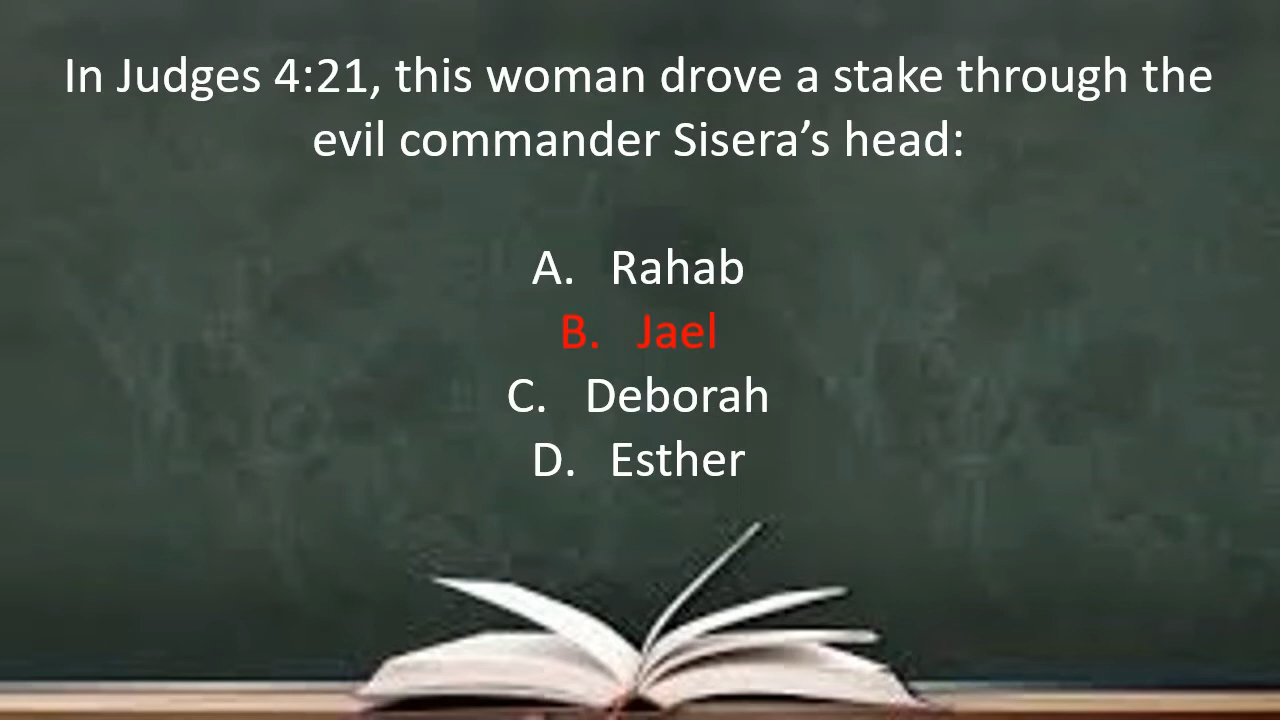 In Judges 4:21, this woman drove a stake through the
evil commander Sisera’s head:
A. Rahab
B. Jael
C. Deborah
D. Esther